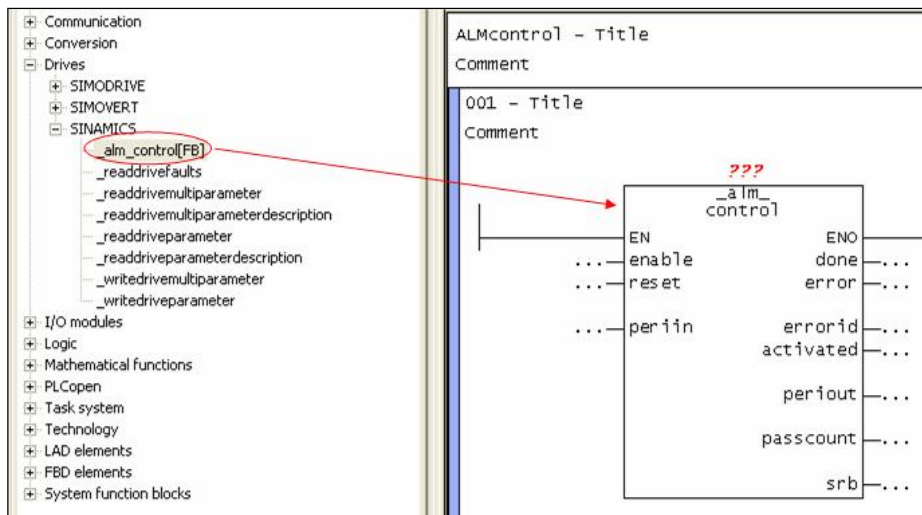 Communication
Conversion
Drives
SIMODRIVE
SIMOVERT
SINAMICS
_alm_control[FB]
_readdrivefaults
_readdrivemultiparameter
_readdrivemultiparameterdescription
_readdriveparameter
_readdriveparameterdescription
_writedrivemultiparameter
_writedriveparameter
I/O modules
Logic
Mathematical functions
PLCopen
Task system
Technology
LAD elements
FBD elements
System function blocks
ALMcontrol - Title
Comment
001 - Title
Comment
???
_alm_
control
EN ENO
... enable done ...
... reset error ...
... periin errorid ...
activated ...
periout ...
passcount ...
srb ...